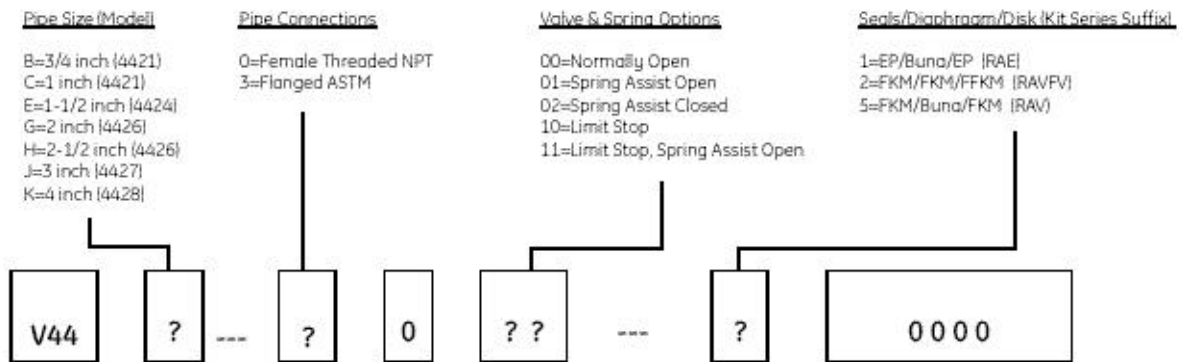 Pipe Size (Model)
B=3/4 inch (4421)
C=1 inch (4421)
E=1-1/2 inch (4424)
G=2 inch (4426)
H=2-1/2 inch (4426)
J=3 inch (4427)
K=4 inch (4428)
Pipe Connections
0=Female Threaded NPT
3=Flanged ASTM
Valve & Spring Options
00=Normally Open
01=Spring Assist Open
02=Spring Assist Closed
10=Limit Stop
11=Limit Stop, Spring Assist Open
Seals/Diaphragm/Disk (Kit Series Suffix)
1=EP/Buna/EP (RAE)
2=FKM/FKM/FFKM (RAVFV)
5=FKM/Buna/FKM (RAV)
V44 ? --- ? 0 ? ? --- ? 0 0 0 0